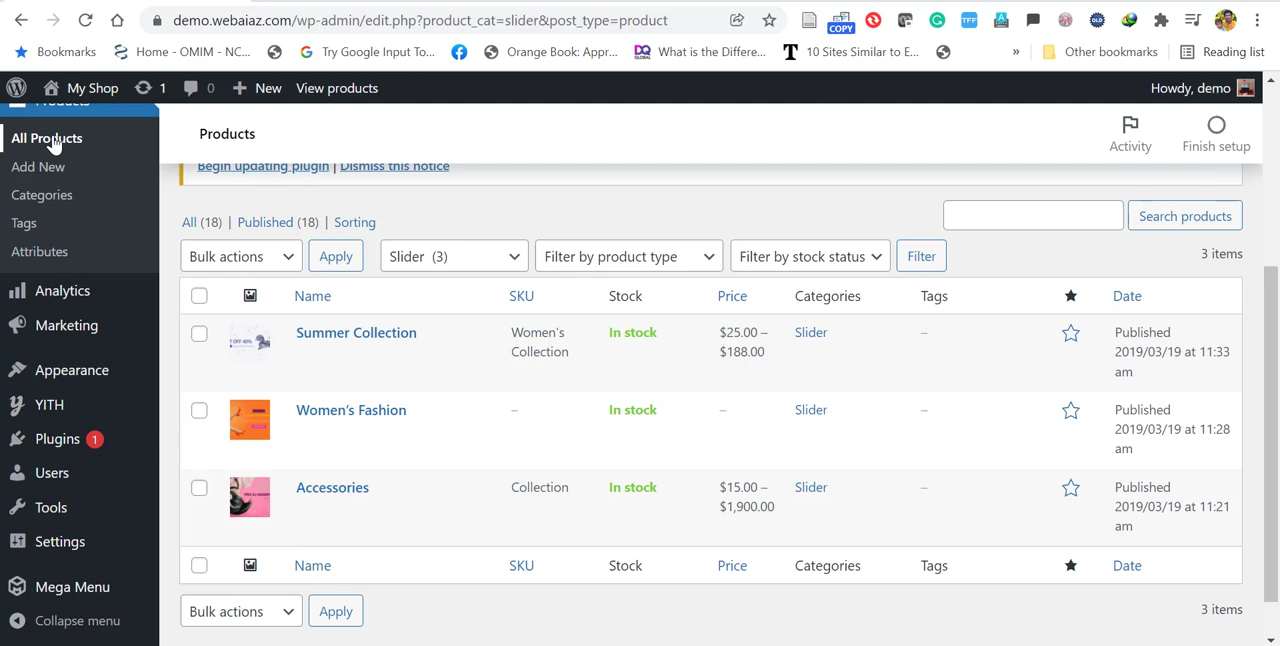 demo.webaiaz.com/wp-admin/edit.php?product_cat=slider&post_type=product
COPY
TFF
OLD
Bookmarks
Home - OMIM - NC...
Try Google Input To...
Orange Book: Appr...
DQ GLOBAL
What is the Differe...
T
10 Sites Similar to E...
»
Other bookmarks
Reading list
My Shop
1
0
New
View products
Howdy, demo
Products
All Products
Add New
Categories
Tags
Attributes
Analytics
Marketing
Appearance
YITH
Plugins 1
Users
Tools
Settings
Mega Menu
Collapse menu
Products
Activity
Finish setup
Begin updating plugin | Dismiss this notice
All (18) | Published (18) | Sorting
Search products
Bulk actions
Apply
Slider (3)
Filter by product type
Filter by stock status
Filter
3 items
Name SKU Stock Price Categories Tags Date
Summer Collection
Women's
Collection
In stock
$25.00 –
$188.00
Slider
–
Published
2019/03/19 at 11:33
am
Women's Fashion
–
In stock
–
Slider
–
Published
2019/03/19 at 11:28
am
Accessories
Collection
In stock
$15.00 –
$1,900.00
Slider
–
Published
2019/03/19 at 11:21
am
Name SKU Stock Price Categories Tags Date
Bulk actions
Apply
3 items